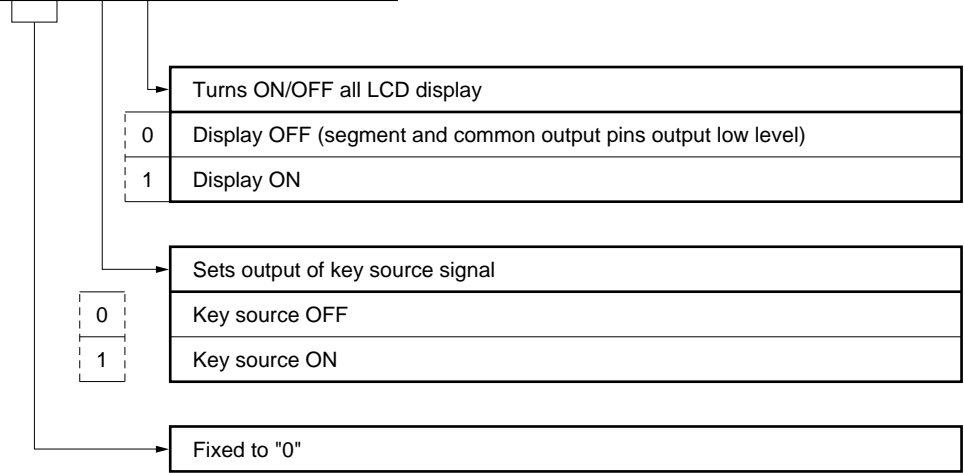 Turns ON/OFF all LCD display
0 Display OFF (segment and common output pins output low level)
1 Display ON
Sets output of key source signal
0 Key source OFF
1 Key source ON
Fixed to "0"